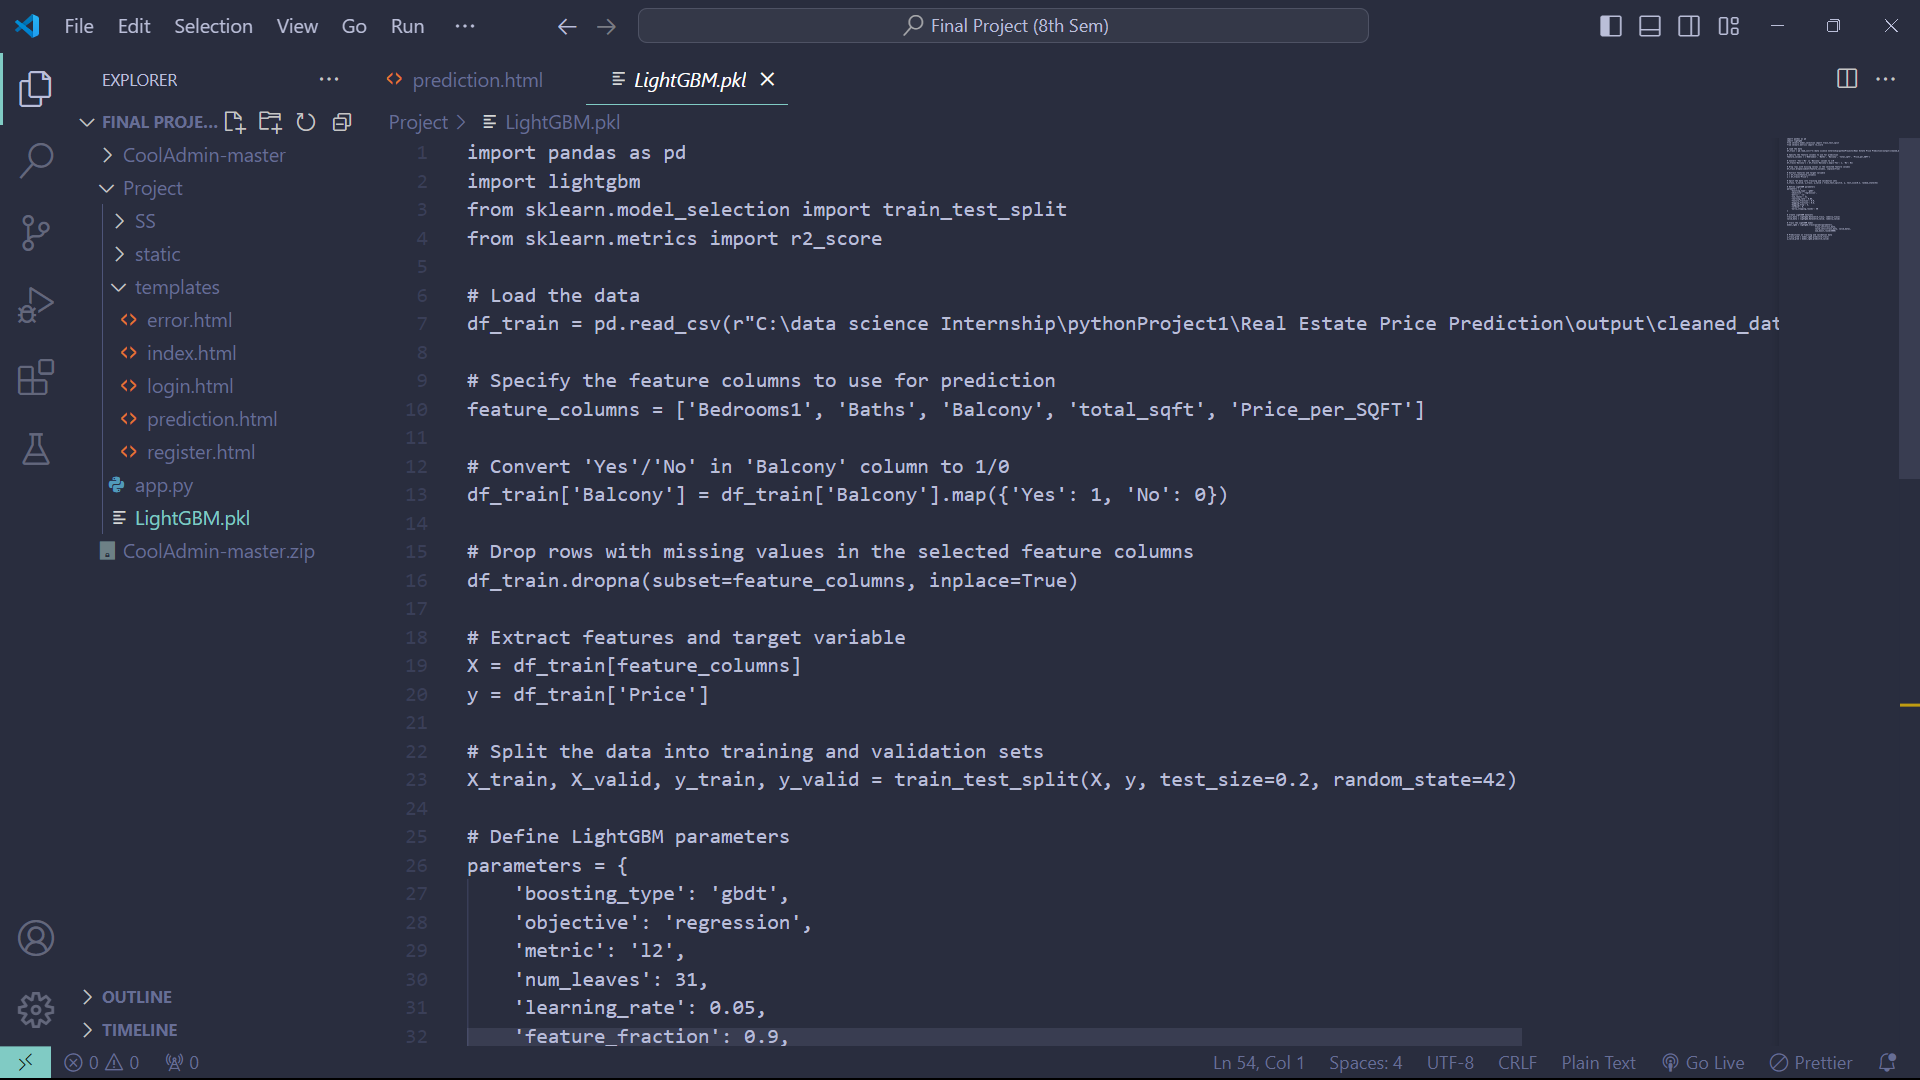 File Edit Selection View Go Run ···
Final Project (8th Sem)
EXPLORER
FINAL PROJE...
CoolAdmin-master
Project
SS
static
templates
error.html
index.html
login.html
prediction.html
register.html
app.py
LightGBM.pkl
CoolAdmin-master.zip
OUTLINE
TIMELINE
prediction.html
LightGBM.pkl
Project > LightGBM.pkl
1 import pandas as pd
2 import lightgbm
3 from sklearn.model_selection import train_test_split
4 from sklearn.metrics import r2_score
5
6 # Load the data
7 df_train = pd.read_csv(r"C:\data science Internship\pythonProject1\Real Estate Price Prediction\output\cleaned_dat
8
9 # Specify the feature columns to use for prediction
10 feature_columns = ['Bedrooms1', 'Baths', 'Balcony', 'total_sqft', 'Price_per_SQFT']
11
12 # Convert 'Yes'/'No' in 'Balcony' column to 1/0
13 df_train['Balcony'] = df_train['Balcony'].map({'Yes': 1, 'No': 0})
14
15 # Drop rows with missing values in the selected feature columns
16 df_train.dropna(subset=feature_columns, inplace=True)
17
18 # Extract features and target variable
19 X = df_train[feature_columns]
20 y = df_train['Price']
21
22 # Split the data into training and validation sets
23 X_train, X_valid, y_train, y_valid = train_test_split(X, y, test_size=0.2, random_state=42)
24
25 # Define LightGBM parameters
26 parameters = {
27 'boosting_type': 'gbdt',
28 'objective': 'regression',
29 'metric': 'l2',
30 'num_leaves': 31,
31 'learning_rate': 0.05,
32 'feature_fraction': 0.9,
0 0 0
Ln 54, Col 1 Spaces: 4 UTF-8 CRLF Plain Text Go Live Prettier